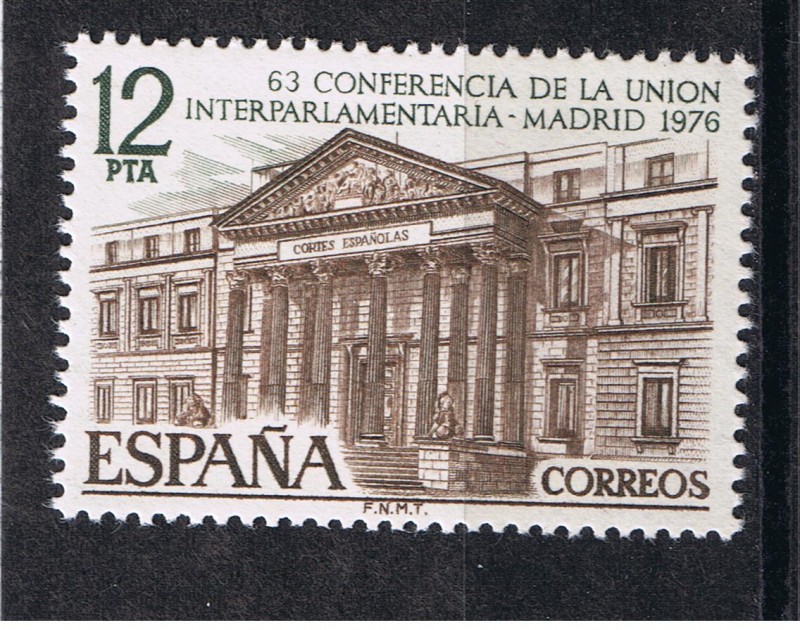 12
PTA
63 CONFERENCIA DE LA UNION
INTERPARLAMENTARIA - MADRID 1976
CORTES ESPAÑOLAS
ESPAÑA
CORREOS
F.N.M.T.